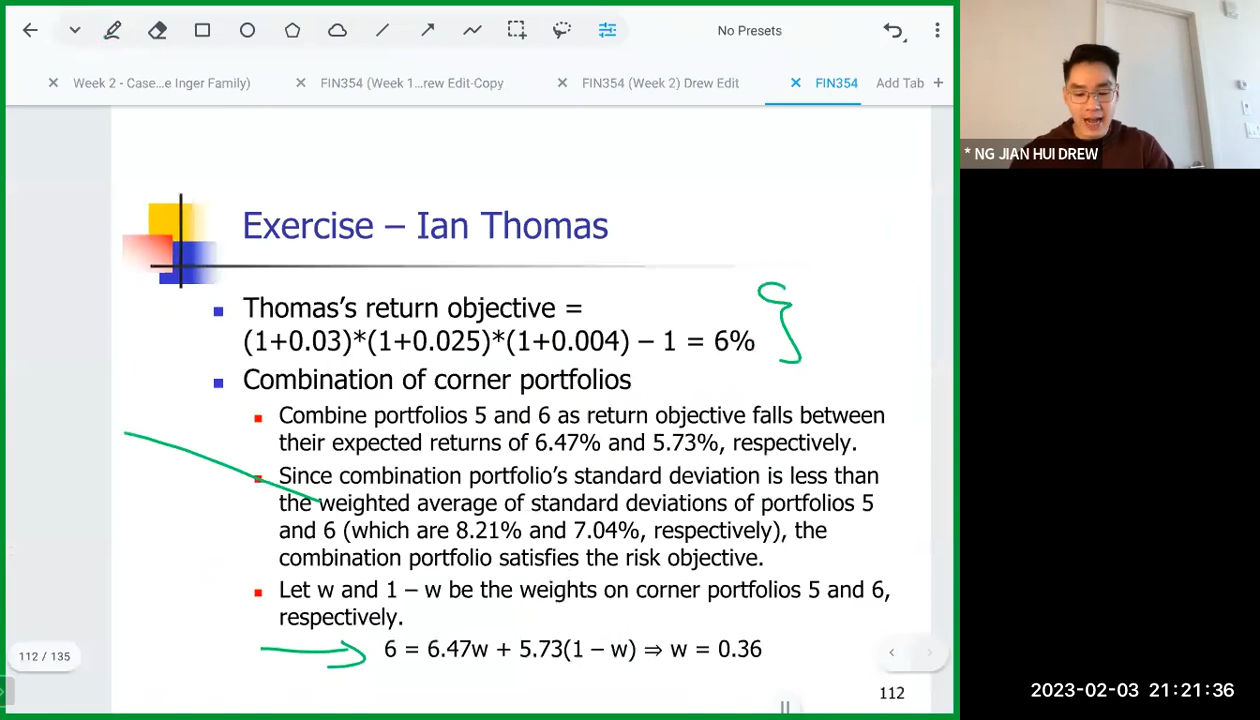 No Presets
Week 2 - Case...e Inger Family)
FIN354 (Week 1...rew Edit-Copy
FIN354 (Week 2) Drew Edit
FIN354
Add Tab +
* NG JIAN HUI DREW
Exercise – Ian Thomas
Thomas's return objective =
(1+0.03)*(1+0.025)*(1+0.004) – 1 = 6%
Combination of corner portfolios
Combine portfolios 5 and 6 as return objective falls between
their expected returns of 6.47% and 5.73%, respectively.
Since combination portfolio's standard deviation is less than
the weighted average of standard deviations of portfolios 5
and 6 (which are 8.21% and 7.04%, respectively), the
combination portfolio satisfies the risk objective.
Let w and 1 – w be the weights on corner portfolios 5 and 6,
respectively.
6 = 6.47w + 5.73(1 – w) ⇒ w = 0.36
112 / 135
112
2023-02-03 21:21:36